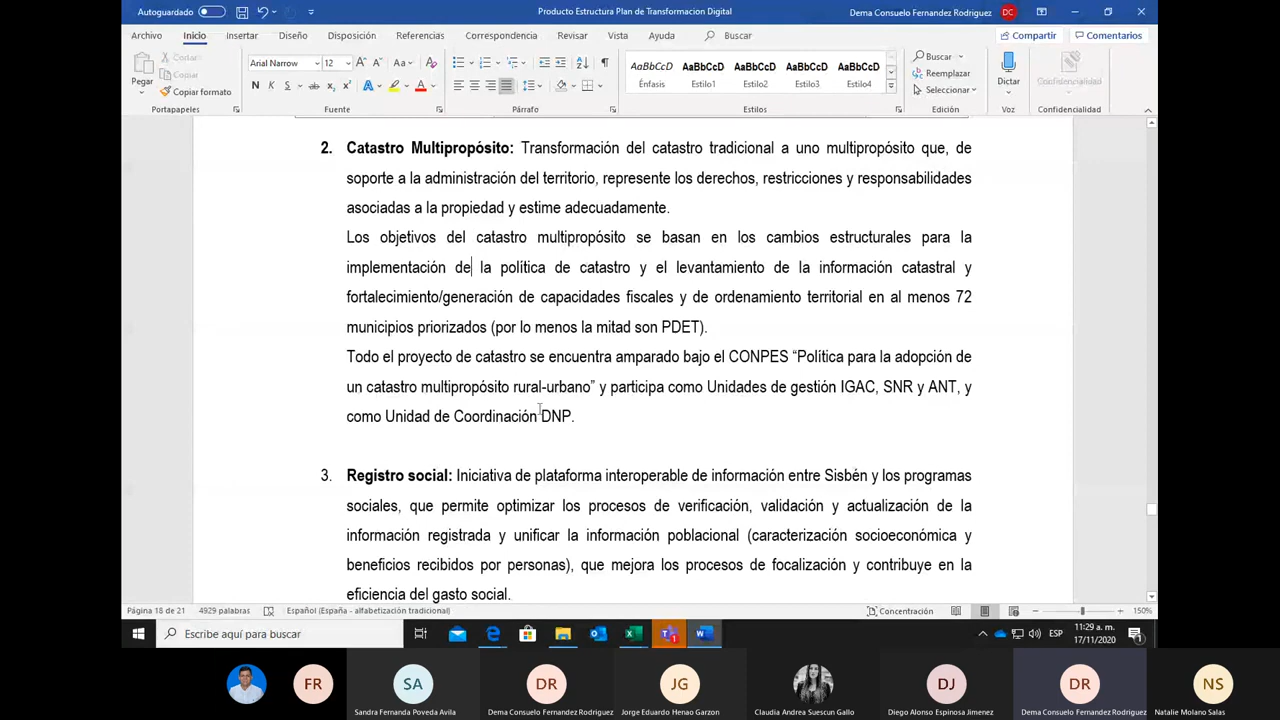 Autoguardado
Producto Estructura Plan de Transformacion Digital
Dema Consuelo Fernandez Rodriguez
DC
Archivo Inicio Insertar Diseño Disposición Referencias Correspondencia Revisar Vista Ayuda Buscar
Compartir Comentarios
Pegar
Cortar
Copiar
Copiar formato
Portapapeles
Arial Narrow 12
Fuente
Párrafo
AaBbCcD AaBbCcD AaBbCcD AaBbCcD AaBbCcD
Énfasis Estilo1 Estilo2 Estilo3 Estilo4
Estilos
Buscar
Reemplazar
Seleccionar
Edición
Dictar
Voz
Confidencialidad
Confidencialidad
2. Catastro Multipropósito: Transformación del catastro tradicional a uno multipropósito que, de
soporte a la administración del territorio, represente los derechos, restricciones y responsabilidades
asociadas a la propiedad y estime adecuadamente.
Los objetivos del catastro multipropósito se basan en los cambios estructurales para la
implementación de la política de catastro y el levantamiento de la información catastral y
fortalecimiento/generación de capacidades fiscales y de ordenamiento territorial en al menos 72
municipios priorizados (por lo menos la mitad son PDET).
Todo el proyecto de catastro se encuentra amparado bajo el CONPES “Política para la adopción de
un catastro multipropósito rural-urbano” y participa como Unidades de gestión IGAC, SNR y ANT, y
como Unidad de Coordinación DNP.
3. Registro social: Iniciativa de plataforma interoperable de información entre Sisbén y los programas
sociales, que permite optimizar los procesos de verificación, validación y actualización de la
información registrada y unificar la información poblacional (caracterización socioeconómica y
beneficios recibidos por personas), que mejora los procesos de focalización y contribuye en la
eficiencia del gasto social.
Página 18 de 21 4929 palabras Español (España - alfabetización tradicional) Concentración 150%
Escribe aquí para buscar
ESP
11:29 a. m.
17/11/2020
FR SA DR JG DJ DR NS
Sandra Fernanda Poveda Avila
Dema Consuelo Fernandez Rodriguez
Jorge Eduardo Henao Garzon
Claudia Andrea Suescun Gallo
Diego Alonso Espinosa Jimenez
Dema Consuelo Fernandez Rodriguez
Natalie Molano Salas